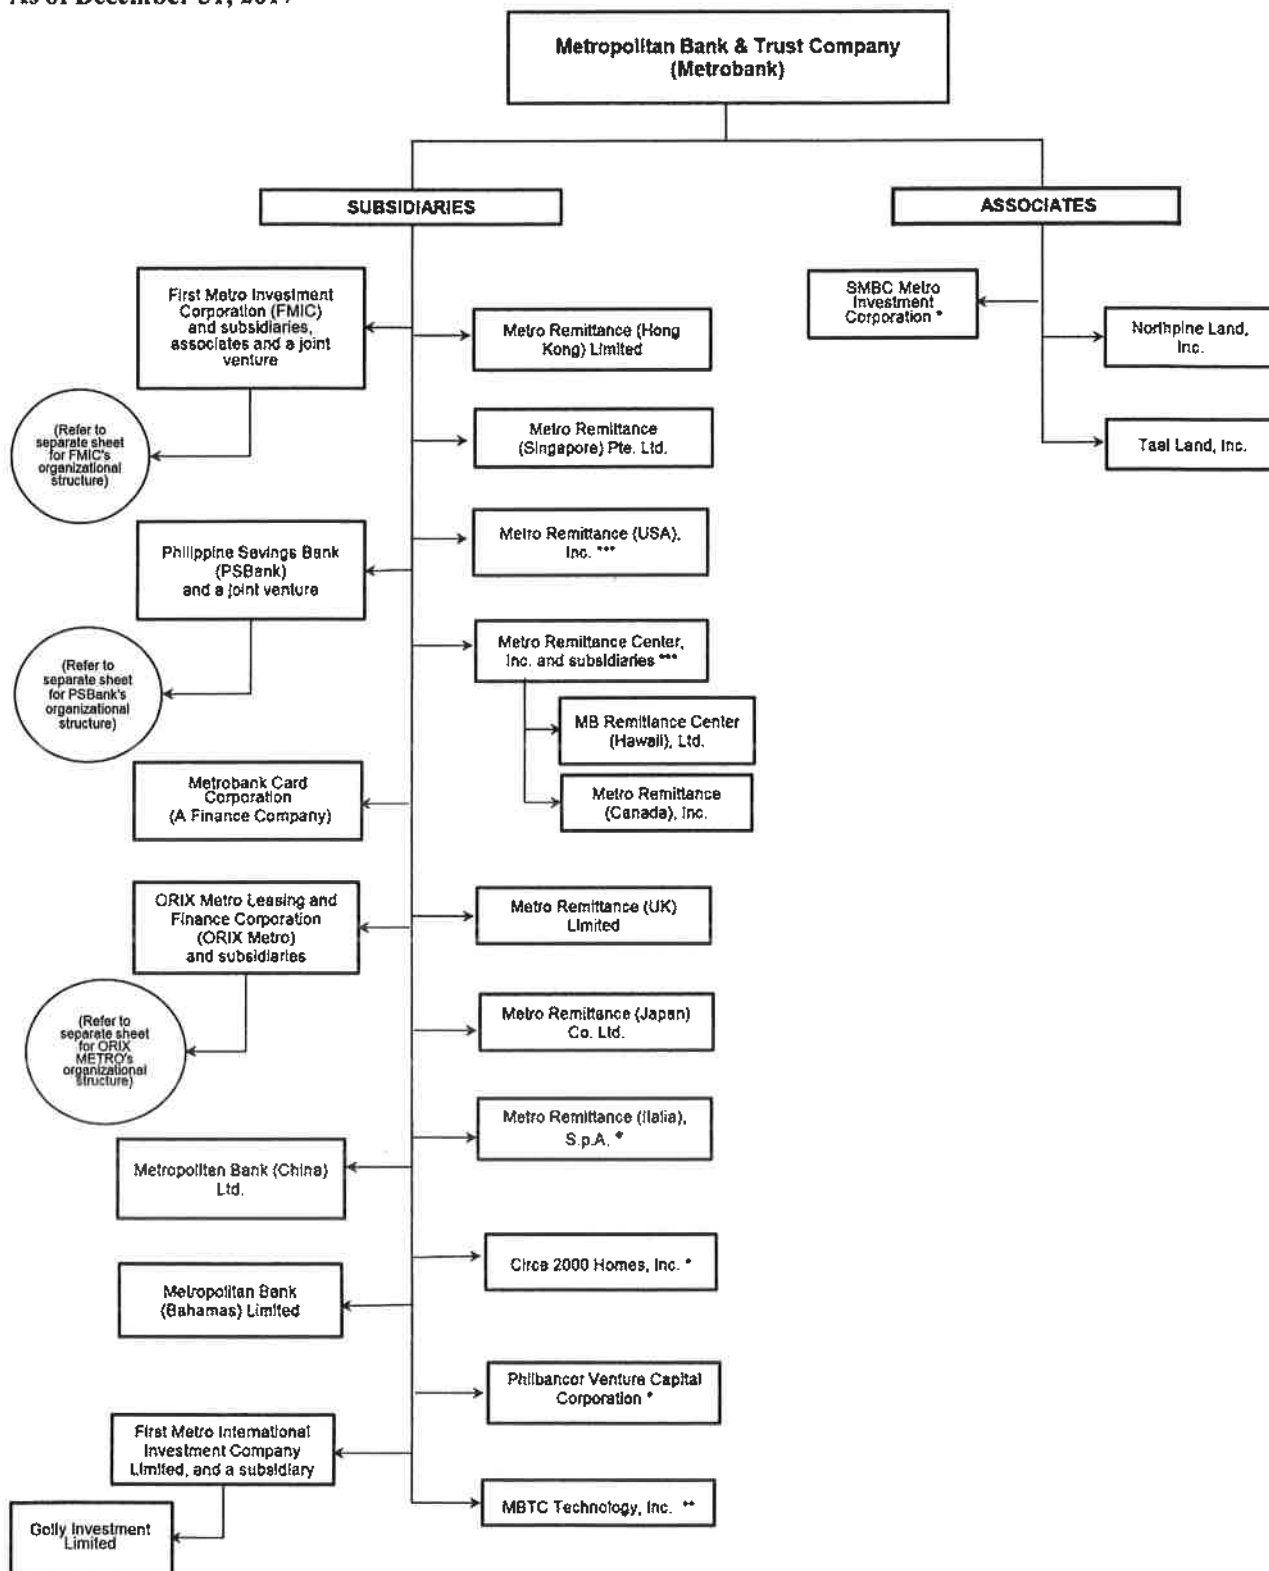 As of December 31, 2017
Metropolitan Bank & Trust Company
(Metrobank)
SUBSIDIARIES
ASSOCIATES
First Metro Investment
Corporation (FMIC)
and subsidiaries,
associates and a joint
venture
(Refer to
separate sheet
for FMIC's
organizational
structure)
Philippine Savings Bank
(PSBank)
and a joint venture
(Refer to
separate sheet
for PSBank's
organizational
structure)
Metrobank Card
Corporation
(A Finance Company)
ORIX Metro Leasing and
Finance Corporation
(ORIX Metro)
and subsidiaries
(Refer to
separate sheet
for ORIX
METRO's
organizational
structure)
Metropolitan Bank (China)
Ltd.
Metropolitan Bank
(Bahamas) Limited
First Metro International
Investment Company
Limited, and a subsidiary
Golly Investment
Limited
Metro Remittance (Hong
Kong) Limited
Metro Remittance
(Singapore) Pte. Ltd.
Metro Remittance (USA),
Inc. ***
Metro Remittance Center,
Inc. and subsidiaries ***
MB Remittance Center
(Hawaii), Ltd.
Metro Remittance
(Canada), Inc.
Metro Remittance (UK)
Limited
Metro Remittance (Japan)
Co. Ltd.
Metro Remittance (Italia),
S.p.A. *
Circa 2000 Homes, Inc. *
Philbancor Venture Capital
Corporation *
MBTC Technology, Inc. **
SMBC Metro
Investment
Corporation *
Northpine Land,
Inc.
Taal Land, Inc.